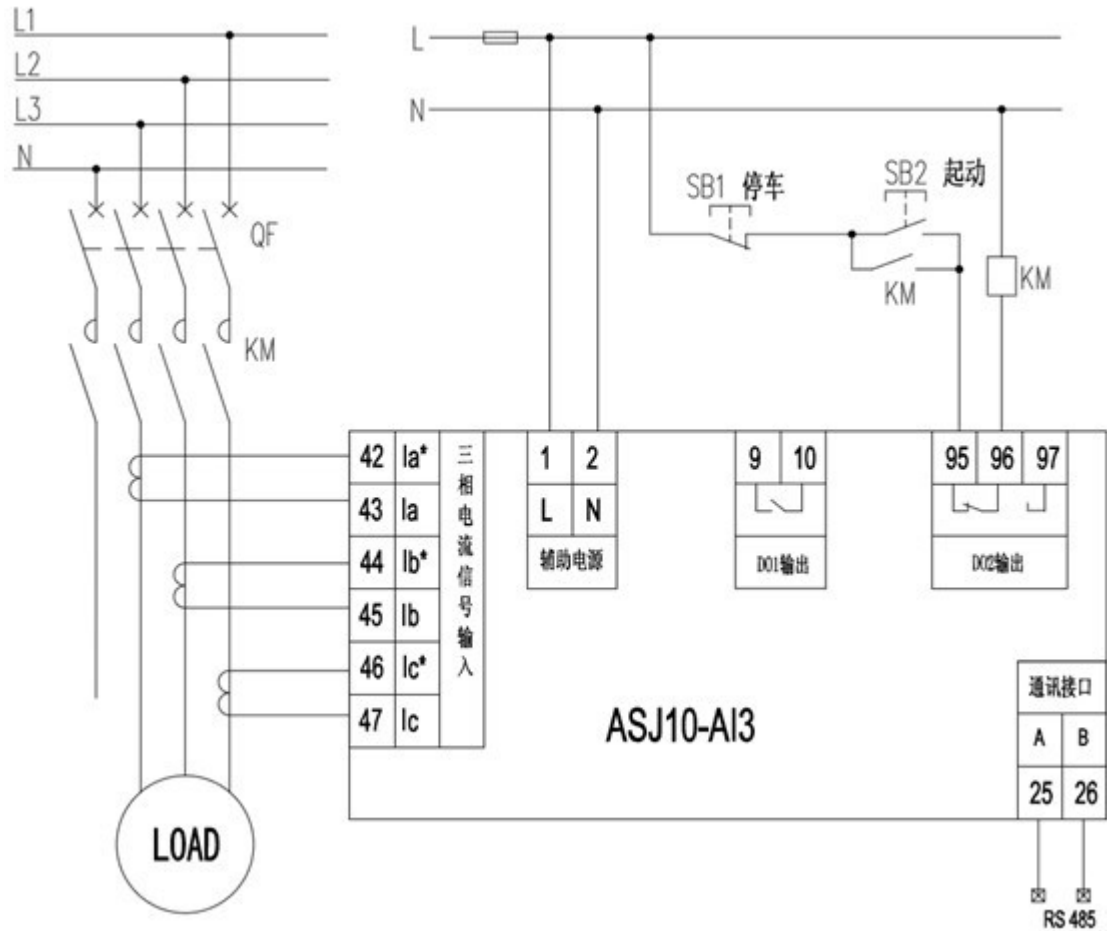 L1
L2
L3
N
QF
KM
L
N
SB1 停车
SB2 起动
KM
KM
42 Ia*
43 Ia
44 Ib*
45 Ib
46 Ic*
47 Ic
三相电流信号输入
1 2
L N
辅助电源
9 10
DO1输出
95 96 97
DO2输出
ASJ10-AI3
通讯接口
A B
25 26
RS 485
LOAD